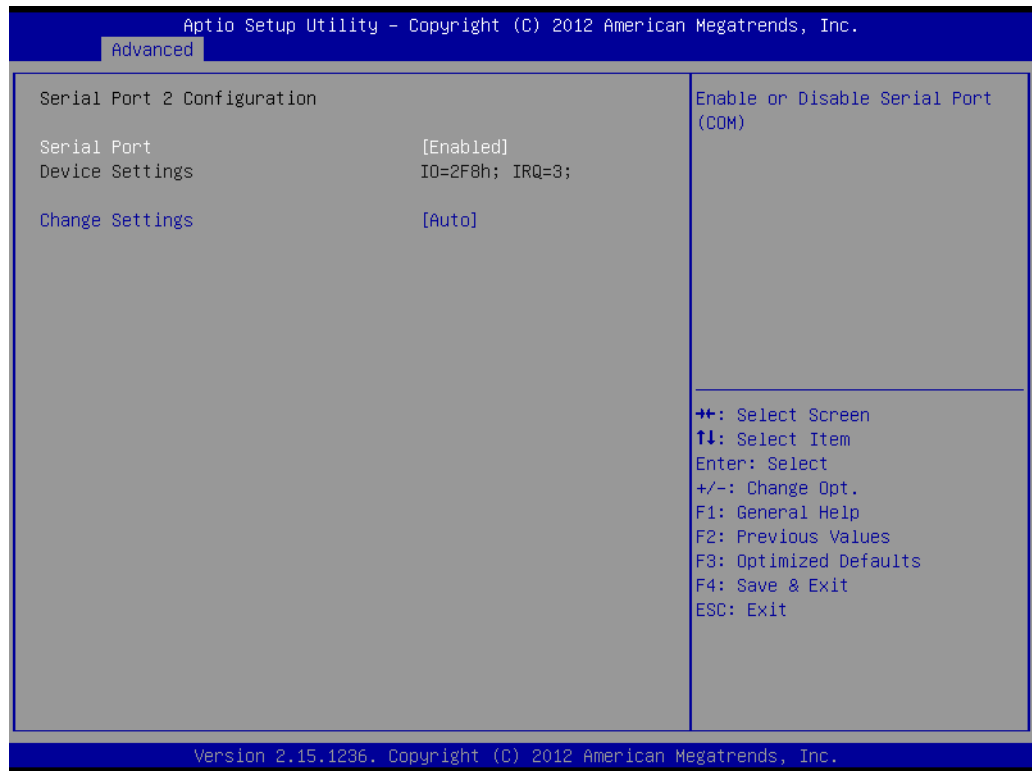 Aptio Setup Utility – Copyright (C) 2012 American Megatrends, Inc.
Advanced
Serial Port 2 Configuration
Serial Port [Enabled]
Device Settings IO=2F8h; IRQ=3;
Change Settings [Auto]
Enable or Disable Serial Port
(COM)
→←: Select Screen
↑↓: Select Item
Enter: Select
+/-: Change Opt.
F1: General Help
F2: Previous Values
F3: Optimized Defaults
F4: Save & Exit
ESC: Exit
Version 2.15.1236. Copyright (C) 2012 American Megatrends, Inc.